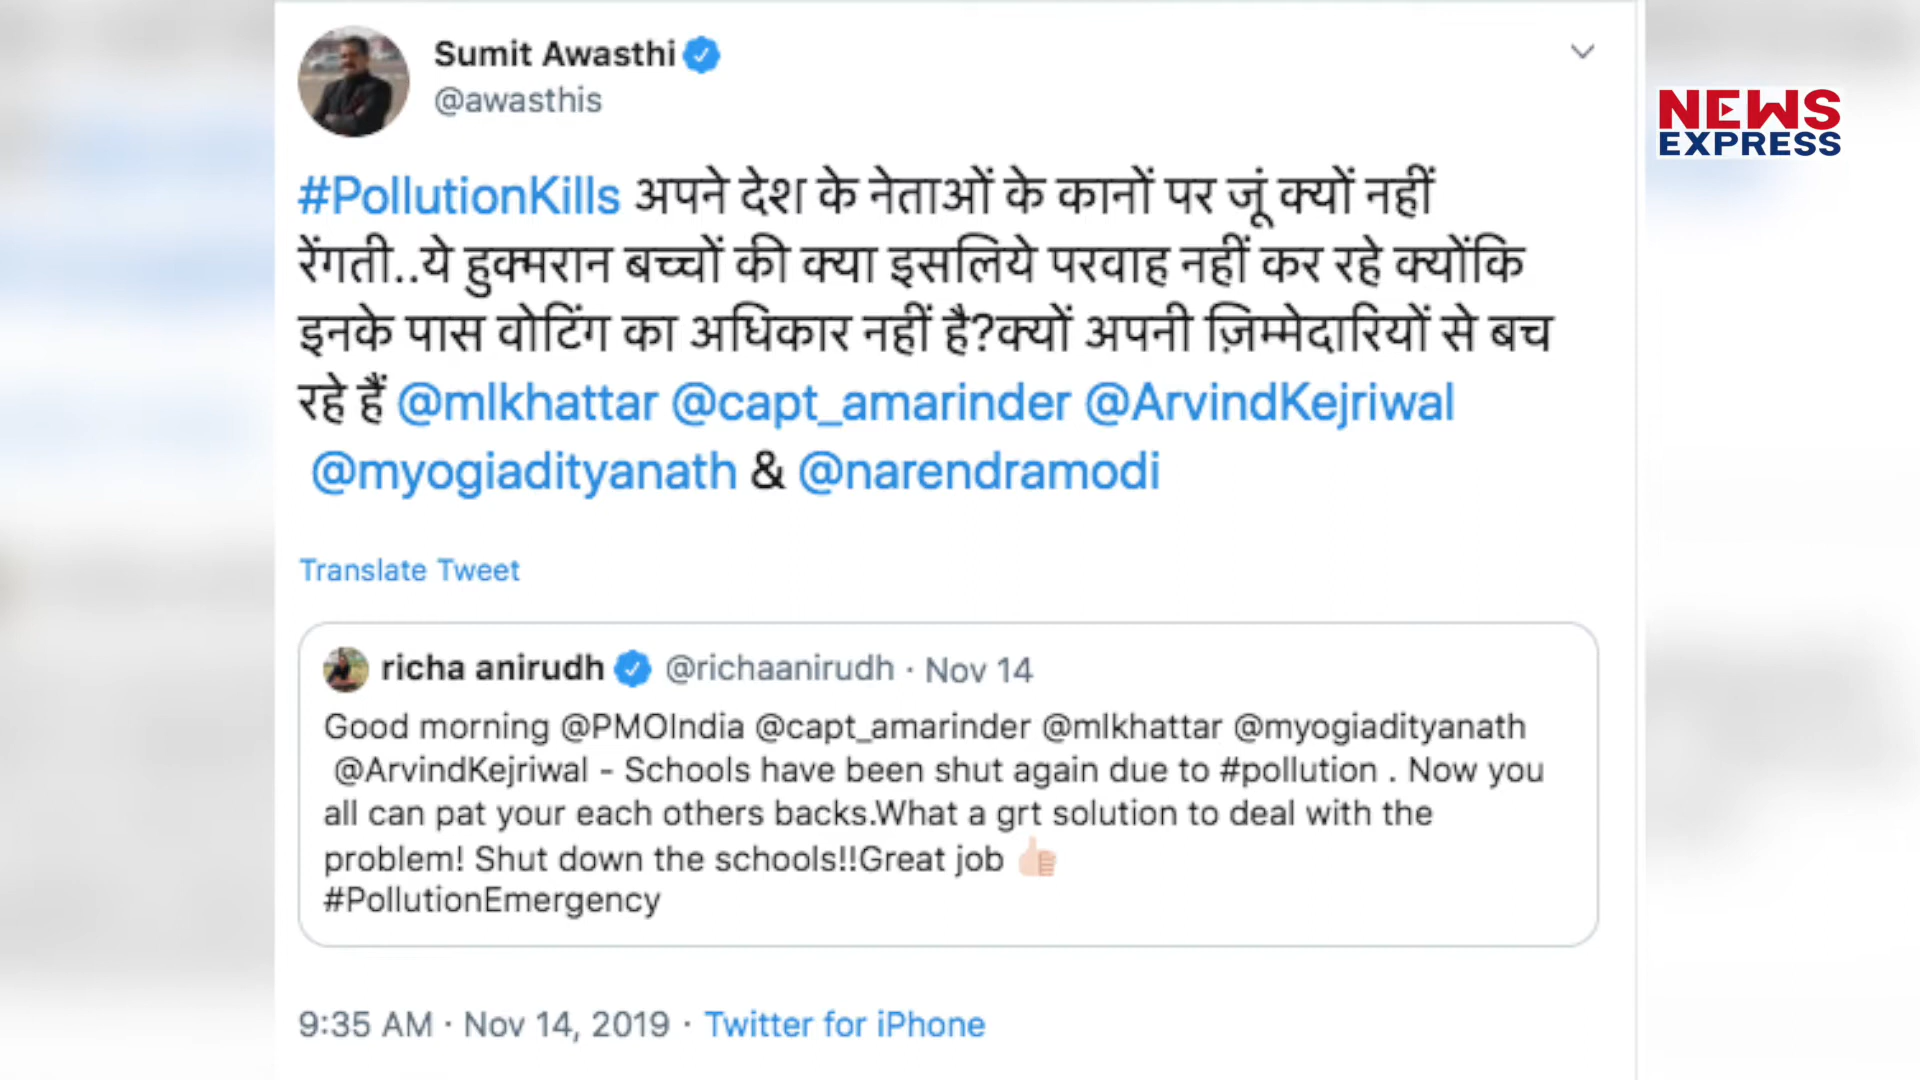 Sumit Awasthi
@awasthis
NEWS
EXPRESS
#PollutionKills अपने देश के नेताओं के कानों पर जूं क्यों नहीं
रेंगती..ये हुक्मरान बच्चों की क्या इसलिये परवाह नहीं कर रहे क्योंकि
इनके पास वोटिंग का अधिकार नहीं है?क्यों अपनी ज़िम्मेदारियों से बच
रहे हैं @mlkhattar @capt_amarinder @ArvindKejriwal
@myogiadityanath & @narendramodi
Translate Tweet
richa anirudh @richaanirudh · Nov 14
Good morning @PMOIndia @capt_amarinder @mlkhattar @myogiadityanath
@ArvindKejriwal - Schools have been shut again due to #pollution . Now you
all can pat your each others backs.What a grt solution to deal with the
problem! Shut down the schools!!Great job 👍🏻
#PollutionEmergency
9:35 AM · Nov 14, 2019 · Twitter for iPhone